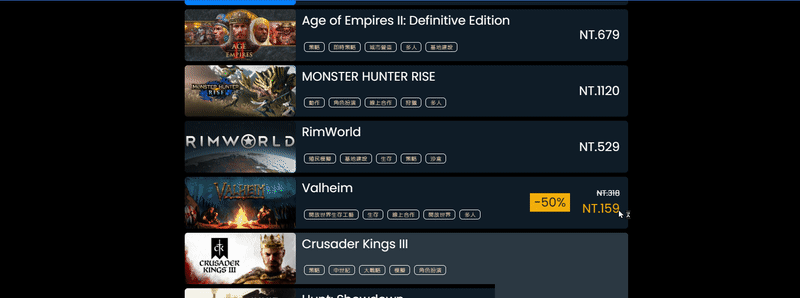 AGE OF EMPIRES
Age of Empires II: Definitive Edition
策略 即時策略 城市營造 多人 基地建設
NT.679
MONSTER HUNTER RISE
MONSTER HUNTER RISE
動作 角色扮演 線上合作 狩獵 多人
NT.1120
RIMWORLD
RimWorld
殖民模擬 基地建設 生存 策略 沙盒
NT.529
VALHEIM
Valheim
開放世界生存工藝 生存 線上合作 開放世界 多人
-50%
NT.318
NT.159
CRUSADER KINGS III
Crusader Kings III
策略 中世紀 大戰略 模擬 角色扮演
Hunt: Showdown